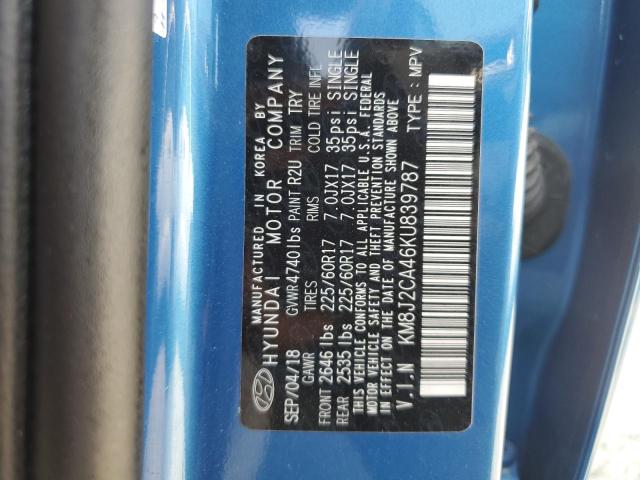 MANUFACTURED IN KOREA BY
HYUNDAI MOTOR COMPANY
SEP/04/18 GVWR 4740lbs PAINT R2U TRIM TRY
GAWR TIRES RIMS COLD TIRE INFL
FRONT 2646lbs 225/60R17 7.0JX17 35psi SINGLE
REAR 2535lbs 225/60R17 7.0JX17 35psi SINGLE
THIS VEHICLE CONFORMS TO ALL APPLICABLE U.S.A. FEDERAL
MOTOR VEHICLE SAFETY AND THEFT PREVENTION STANDARDS
IN EFFECT ON THE DATE OF MANUFACTURE SHOWN ABOVE.
V.I.N KM8J2CA46KU839787 TYPE : MPV